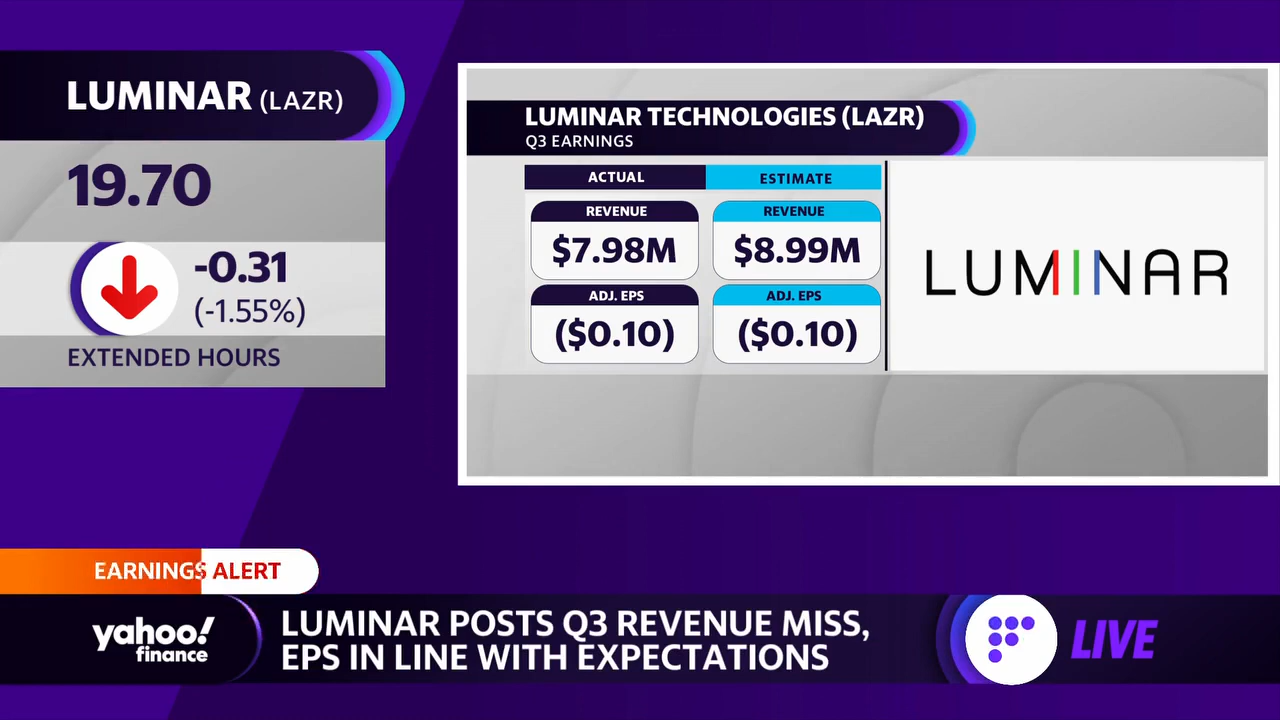 LUMINAR (LAZR)
19.70
-0.31
(-1.55%)
EXTENDED HOURS
LUMINAR TECHNOLOGIES (LAZR)
Q3 EARNINGS
ACTUAL ESTIMATE
REVENUE REVENUE
$7.98M $8.99M
ADJ. EPS ADJ. EPS
($0.10) ($0.10)
LUMINAR
EARNINGS ALERT
yahoo!
finance
LUMINAR POSTS Q3 REVENUE MISS,
EPS IN LINE WITH EXPECTATIONS
LIVE